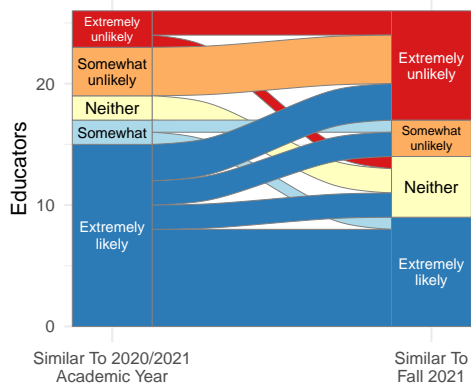 Educators
20
10
0
Extremely
unlikely
Somewhat
unlikely
Neither
Somewhat
Extremely
likely
Extremely
unlikely
Somewhat
unlikely
Neither
Extremely
likely
Similar To 2020/2021
Academic Year
Similar To
Fall 2021